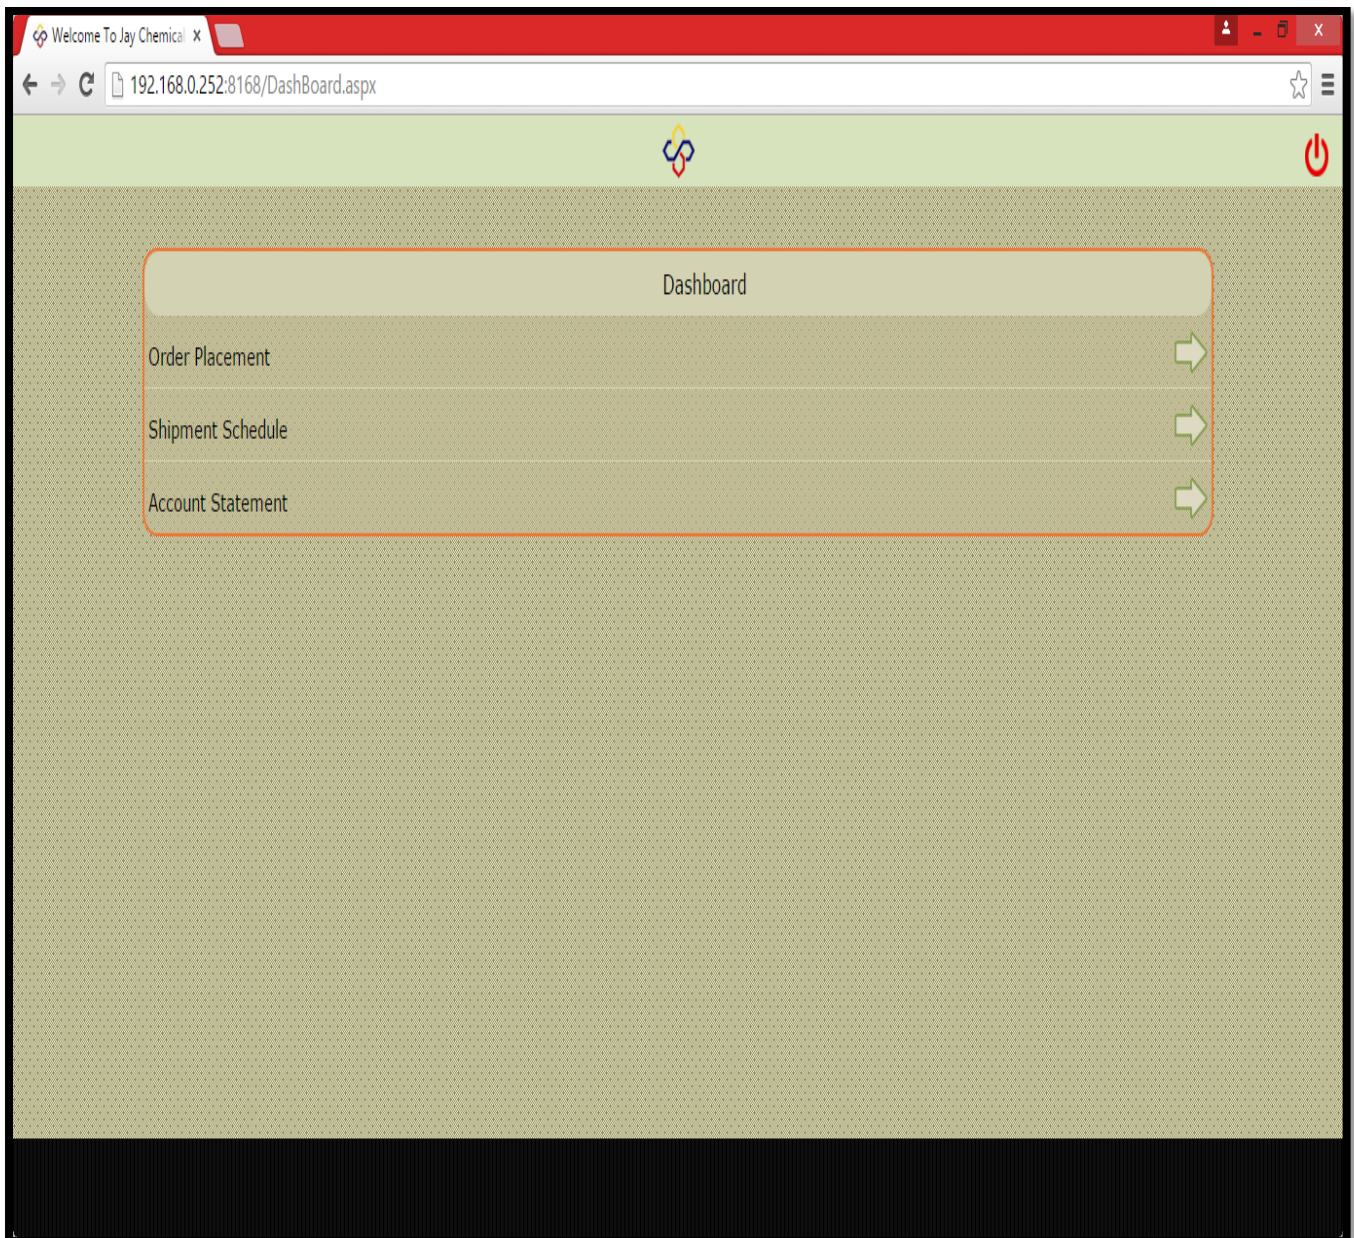 Welcome To Jay Chemical
192.168.0.252:8168/DashBoard.aspx
Dashboard
Order Placement
Shipment Schedule
Account Statement